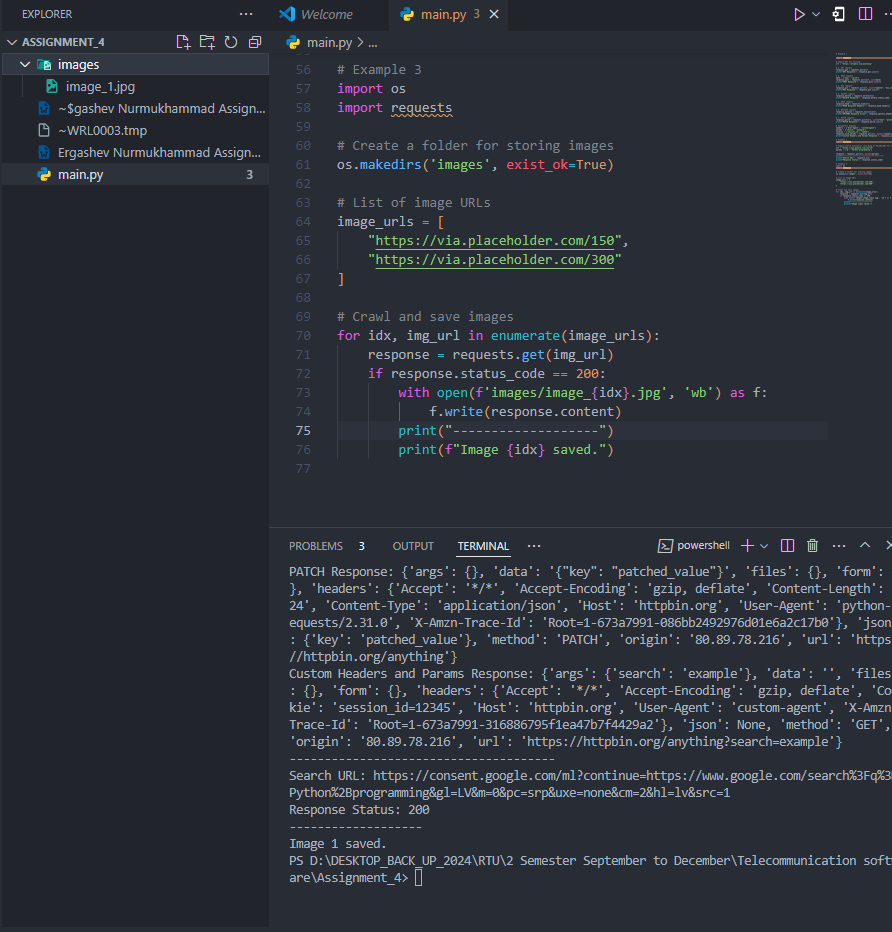 EXPLORER
···
Welcome
main.py 3
ASSIGNMENT_4
main.py > ...
images
image_1.jpg
~$gashev Nurmukhammad Assign...
~WRL0003.tmp
Ergashev Nurmukhammad Assign...
main.py 3
56 # Example 3
57 import os
58 import requests
59
60 # Create a folder for storing images
61 os.makedirs('images', exist_ok=True)
62
63 # List of image URLs
64 image_urls = [
65 "https://via.placeholder.com/150",
66 "https://via.placeholder.com/300"
67 ]
68
69 # Crawl and save images
70 for idx, img_url in enumerate(image_urls):
71 response = requests.get(img_url)
72 if response.status_code == 200:
73 with open(f'images/image_{idx}.jpg', 'wb') as f:
74 f.write(response.content)
75 print("-------------------")
76 print(f"Image {idx} saved.")
77
PROBLEMS 3 OUTPUT TERMINAL ··· powershell
PATCH Response: {'args': {}, 'data': '{"key": "patched_value"}', 'files': {}, 'form':
}, 'headers': {'Accept': '*/*', 'Accept-Encoding': 'gzip, deflate', 'Content-Length':
24', 'Content-Type': 'application/json', 'Host': 'httpbin.org', 'User-Agent': 'python-
equests/2.31.0', 'X-Amzn-Trace-Id': 'Root=1-673a7991-086bb2492976d01e6a2c17b0'}, 'json
: {'key': 'patched_value'}, 'method': 'PATCH', 'origin': '80.89.78.216', 'url': 'https
//httpbin.org/anything'}
Custom Headers and Params Response: {'args': {'search': 'example'}, 'data': '', 'files
: {}, 'form': {}, 'headers': {'Accept': '*/*', 'Accept-Encoding': 'gzip, deflate', 'Co
kie': 'session_id=12345', 'Host': 'httpbin.org', 'User-Agent': 'custom-agent', 'X-Amzn
Trace-Id': 'Root=1-673a7991-316886795f1ea47b7f4429a2'}, 'json': None, 'method': 'GET',
'origin': '80.89.78.216', 'url': 'https://httpbin.org/anything?search=example'}
----------------------------------
Search URL: https://consent.google.com/ml?continue=https://www.google.com/search%3Fq%3
Python%2Bprogramming&gl=LV&m=0&pc=srp&uxe=none&cm=2&hl=lv&src=1
Response Status: 200
-------------------
Image 1 saved.
PS D:\DESKTOP_BACK_UP_2024\RTU\2 Semester September to December\Telecommunication soft
are\Assignment_4>